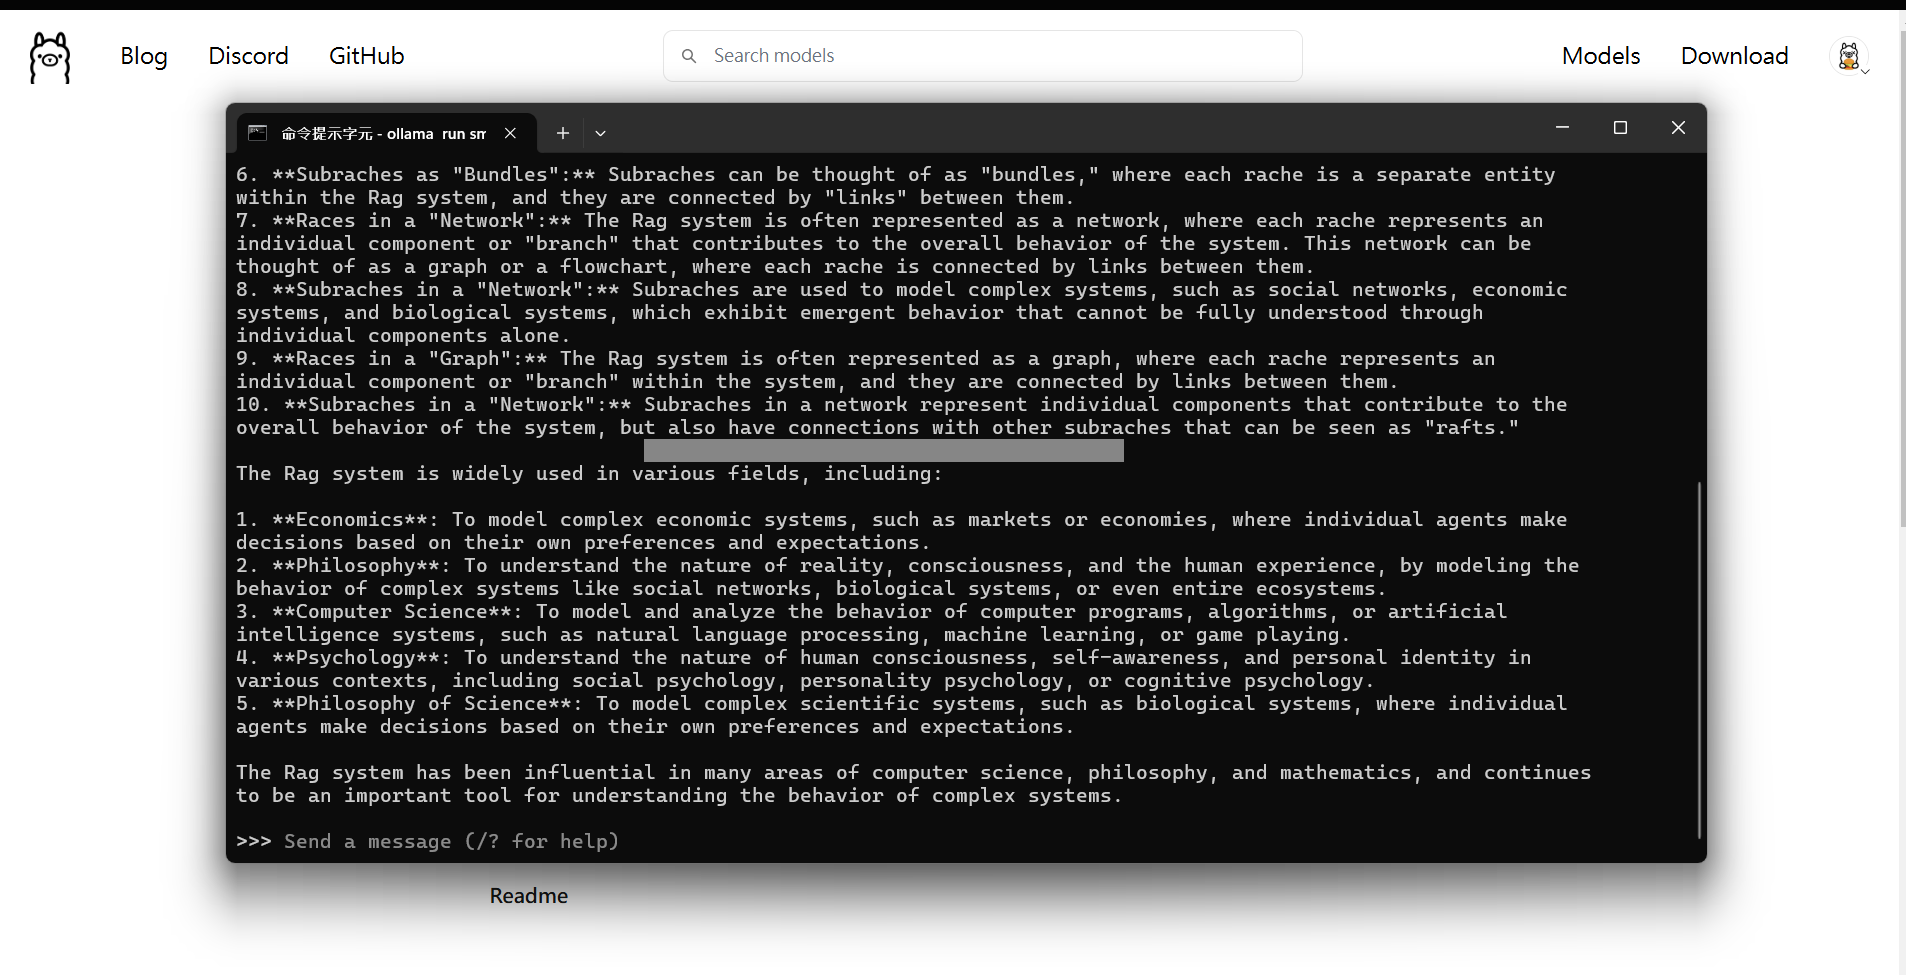 Blog Discord GitHub Search models Models Download
命令提示字元 - ollama run sm
6. **Subraches as "Bundles":** Subraches can be thought of as "bundles," where each rache is a separate entity
within the Rag system, and they are connected by "links" between them.
7. **Races in a "Network":** The Rag system is often represented as a network, where each rache represents an
individual component or "branch" that contributes to the overall behavior of the system. This network can be
thought of as a graph or a flowchart, where each rache is connected by links between them.
8. **Subraches in a "Network":** Subraches are used to model complex systems, such as social networks, economic
systems, and biological systems, which exhibit emergent behavior that cannot be fully understood through
individual components alone.
9. **Races in a "Graph":** The Rag system is often represented as a graph, where each rache represents an
individual component or "branch" within the system, and they are connected by links between them.
10. **Subraches in a "Network":** Subraches in a network represent individual components that contribute to the
overall behavior of the system, but also have connections with other subraches that can be seen as "rafts."
The Rag system is widely used in various fields, including:
1. **Economics**: To model complex economic systems, such as markets or economies, where individual agents make
decisions based on their own preferences and expectations.
2. **Philosophy**: To understand the nature of reality, consciousness, and the human experience, by modeling the
behavior of complex systems like social networks, biological systems, or even entire ecosystems.
3. **Computer Science**: To model and analyze the behavior of computer programs, algorithms, or artificial
intelligence systems, such as natural language processing, machine learning, or game playing.
4. **Psychology**: To understand the nature of human consciousness, self-awareness, and personal identity in
various contexts, including social psychology, personality psychology, or cognitive psychology.
5. **Philosophy of Science**: To model complex scientific systems, such as biological systems, where individual
agents make decisions based on their own preferences and expectations.
The Rag system has been influential in many areas of computer science, philosophy, and mathematics, and continues
to be an important tool for understanding the behavior of complex systems.
>>> Send a message (/? for help)
Readme